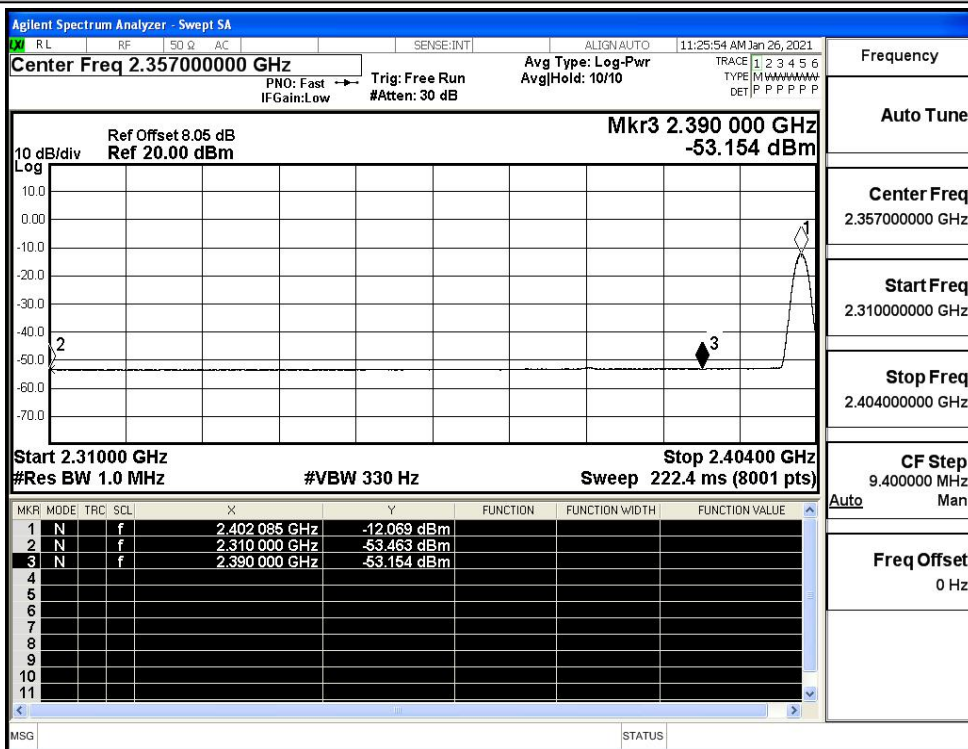 Agilent Spectrum Analyzer - Swept SA
LXI RL RF 50 Ω AC SENSE:INT ALIGN AUTO 11:25:54 AM Jan 26, 2021
Center Freq 2.357000000 GHz
PNO: Fast
IFGain:Low
Trig: Free Run
#Atten: 30 dB
Avg Type: Log-Pwr
Avg|Hold: 10/10
TRACE 1 2 3 4 5 6
TYPE M WWWWW
DET P P P P P P
Ref Offset 8.05 dB
10 dB/div Ref 20.00 dBm
Log
Mkr3 2.390 000 GHz
-53.154 dBm
10.0
0.00
-10.0
-20.0
-30.0
-40.0
-50.0
-60.0
-70.0
1
2
3
Start 2.31000 GHz Stop 2.40400 GHz
#Res BW 1.0 MHz #VBW 330 Hz Sweep 222.4 ms (8001 pts)
MKR MODE TRC SCL X Y FUNCTION FUNCTION WIDTH FUNCTION VALUE
1 N f 2.402 085 GHz -12.069 dBm
2 N f 2.310 000 GHz -53.463 dBm
3 N f 2.390 000 GHz -53.154 dBm
4
5
6
7
8
9
10
11
MSG STATUS
Frequency
Auto Tune
Center Freq
2.357000000 GHz
Start Freq
2.310000000 GHz
Stop Freq
2.404000000 GHz
CF Step
9.400000 MHz
Auto Man
Freq Offset
0 Hz